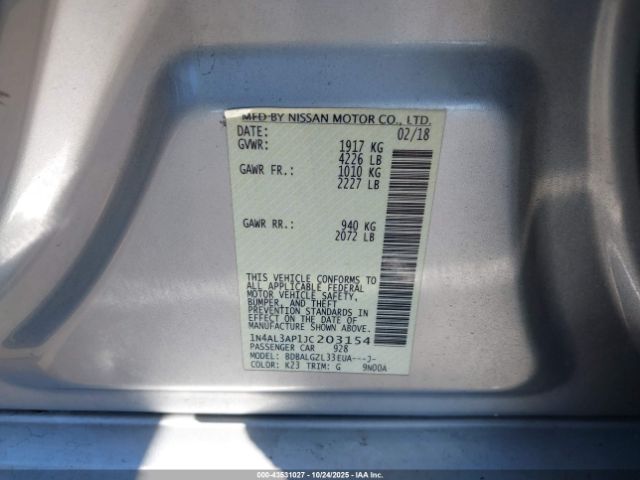 MFD BY NISSAN MOTOR CO., LTD.
DATE: 02/18
GVWR: 1917 KG
4226 LB
GAWR FR.: 1010 KG
2227 LB
GAWR RR.: 940 KG
2072 LB
THIS VEHICLE CONFORMS TO
ALL APPLICABLE FEDERAL
MOTOR VEHICLE SAFETY,
BUMPER, AND THEFT
PREVENTION STANDARDS IN
EFFECT ON THE DATE OF
MANUFACTURE SHOWN ABOVE.
1N4AL3AP1JC203154
PASSENGER CAR 928
MODEL: BDBALGZL33EUA---J-
COLOR: K23 TRIM: G 9N00A
000-43531027 - 10/24/2025 - IAA, Inc.